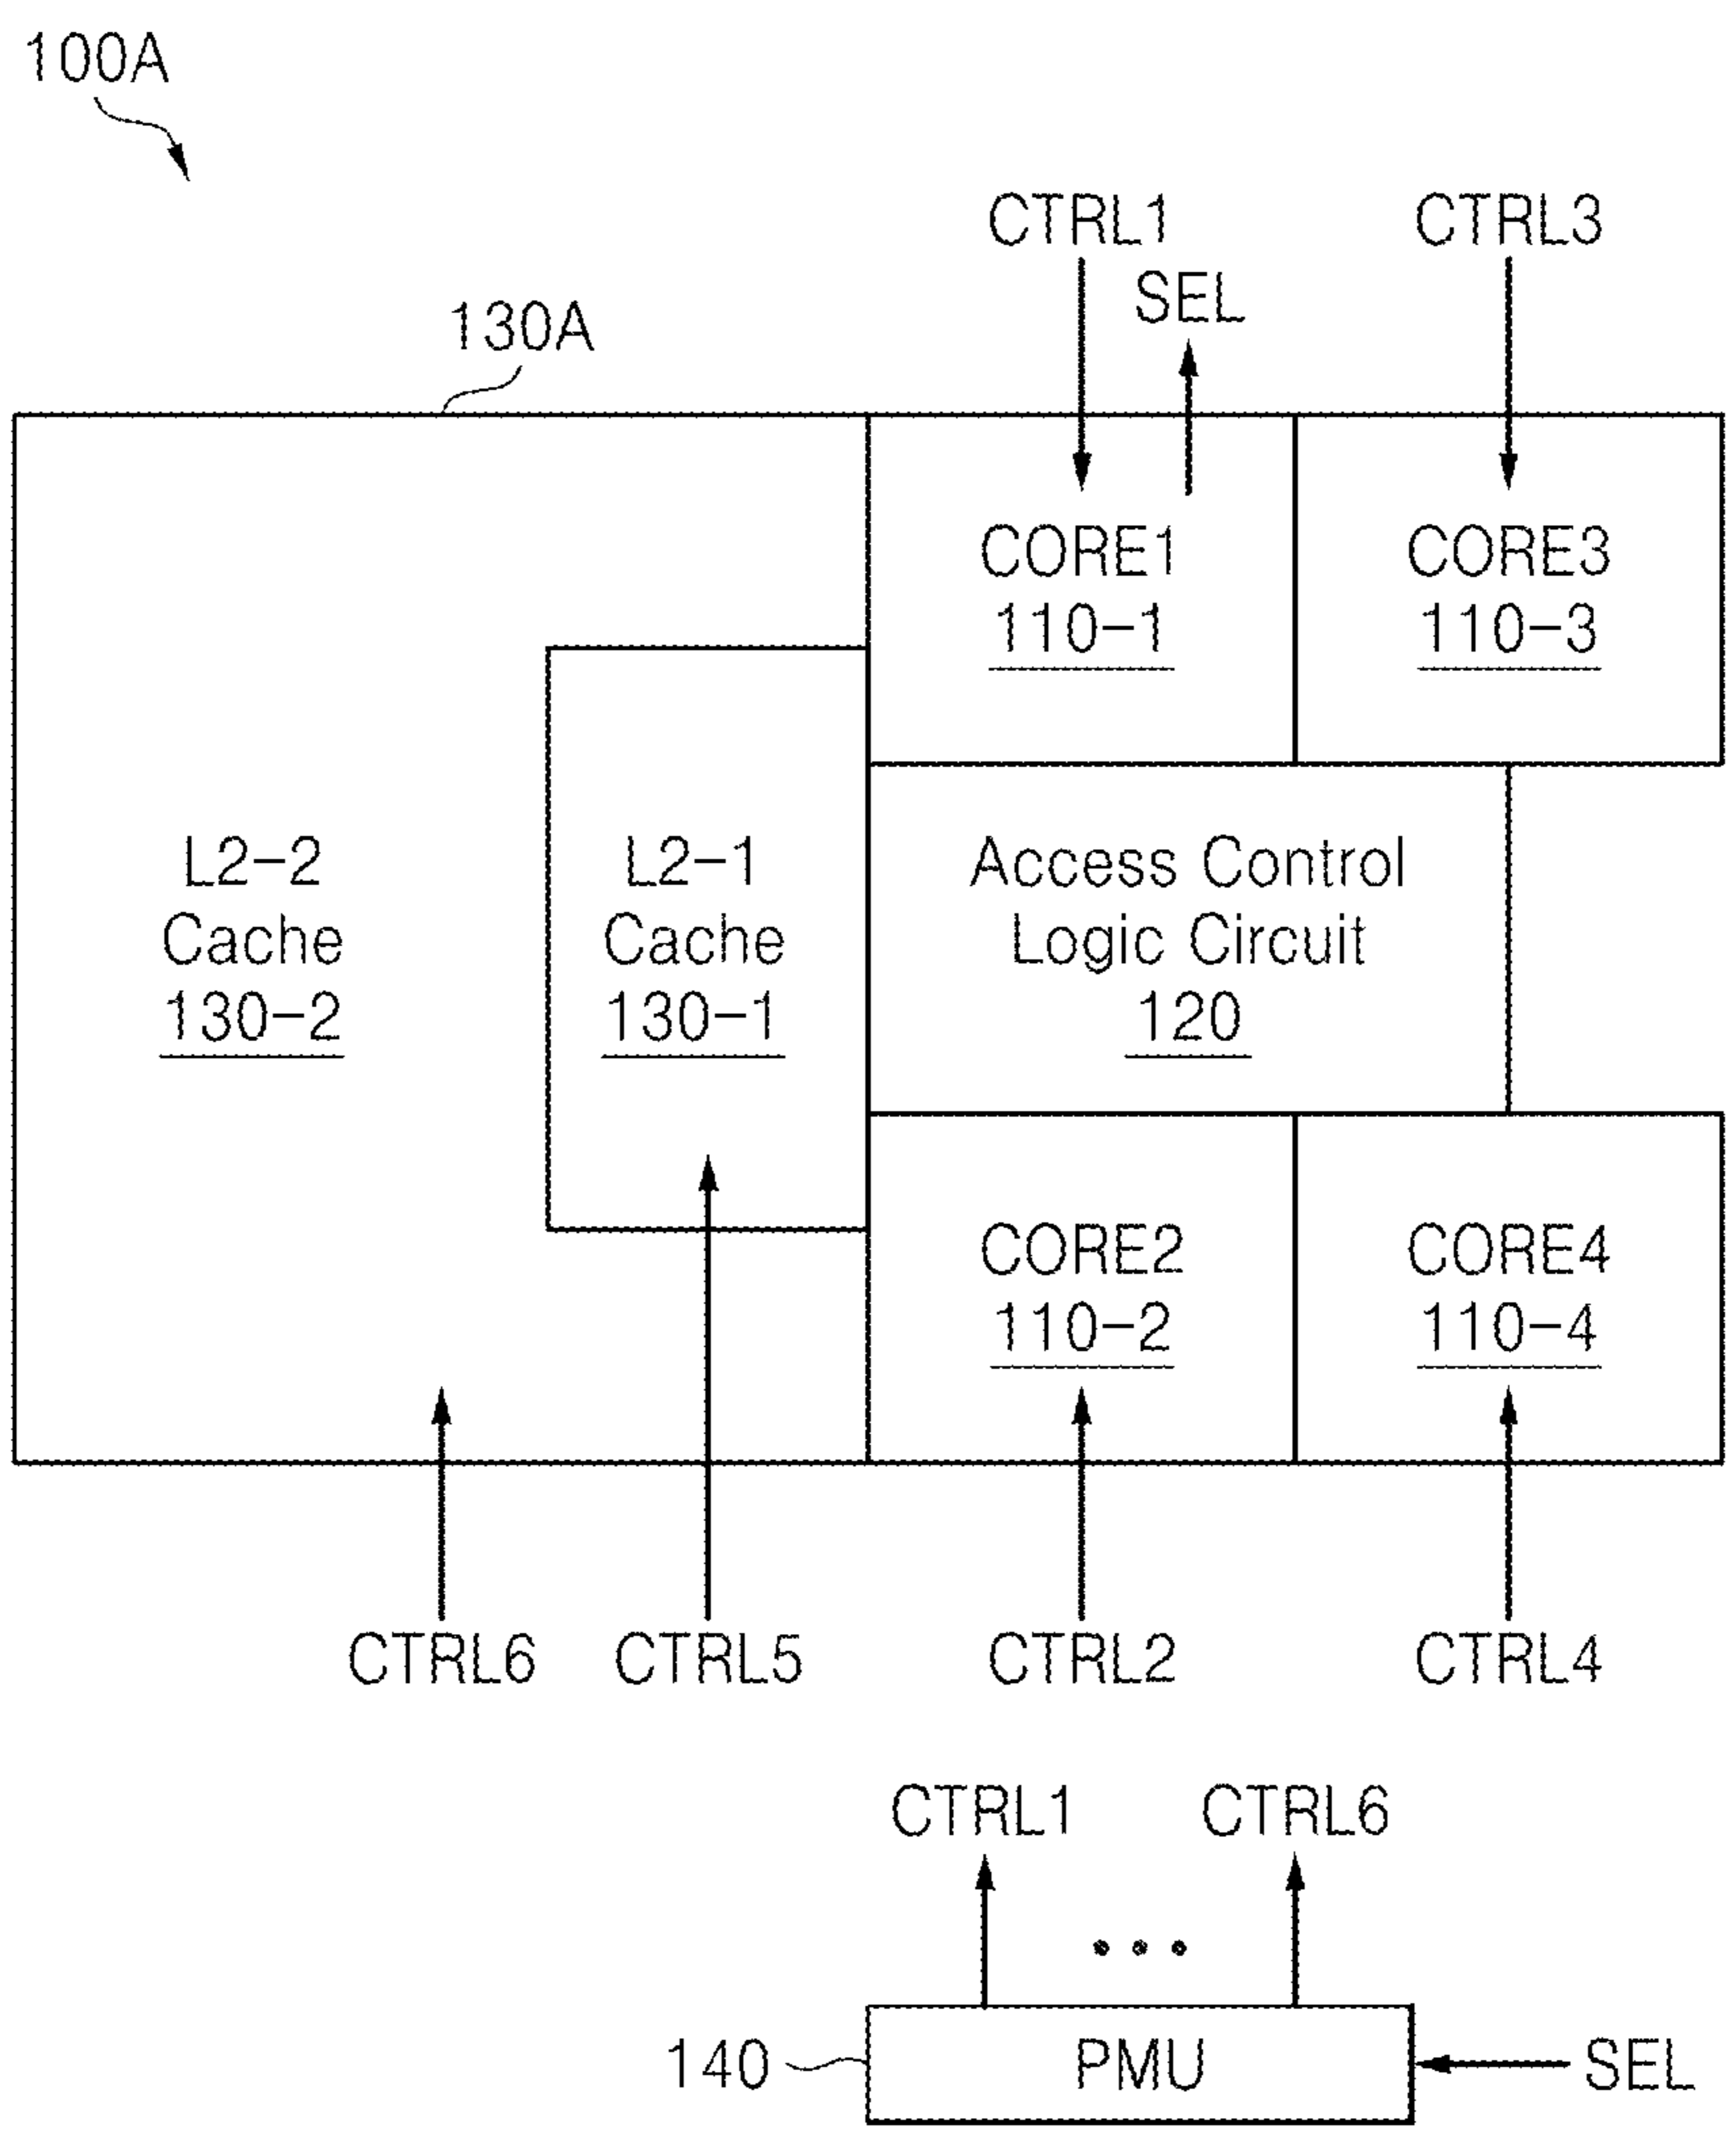 100A
CTRL1
CTRL3
SEL
130A
CORE1
110-1
CORE3
110-3
L2-2
Cache
130-2
L2-1
Cache
130-1
Access Control
Logic Circuit
120
CORE2
110-2
CORE4
110-4
CTRL6
CTRL5
CTRL2
CTRL4
CTRL1
CTRL6
•••
140
PMU
SEL